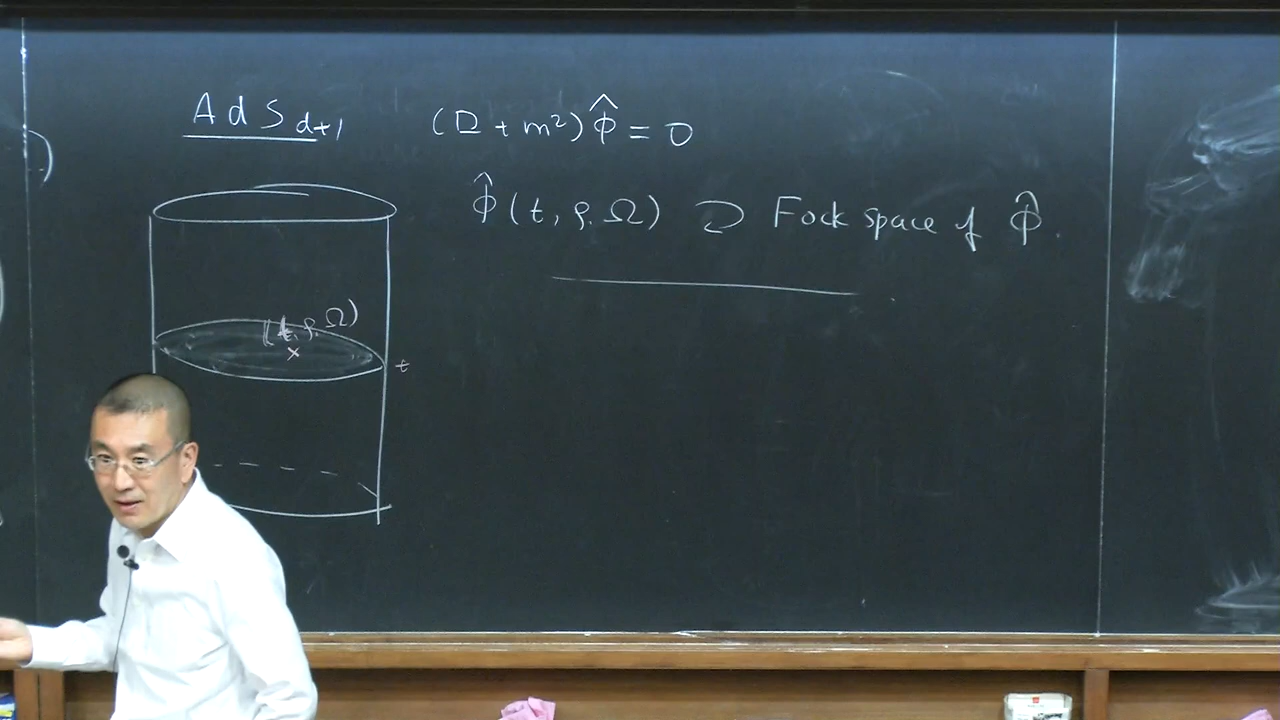 AdS_{d+1} (□ + m²) Φ̂ = 0
Φ̂(t, ρ, Ω) ⊃ Fock space of Φ̂.
(t, ρ, Ω)
×
t
)